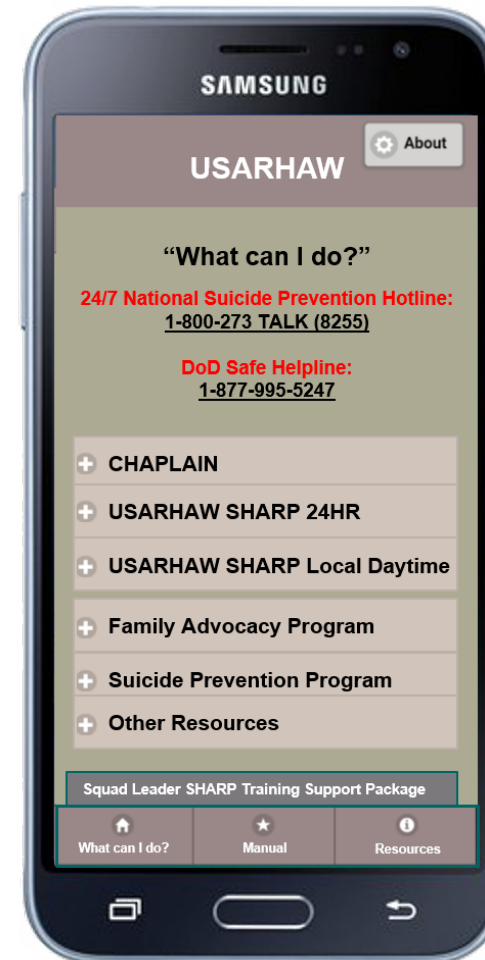 SAMSUNG
About
USARHAW
“What can I do?”
24/7 National Suicide Prevention Hotline:
1-800-273 TALK (8255)
DoD Safe Helpline:
1-877-995-5247
CHAPLAIN
USARHAW SHARP 24HR
USARHAW SHARP Local Daytime
Family Advocacy Program
Suicide Prevention Program
Other Resources
Squad Leader SHARP Training Support Package
What can I do?
Manual
Resources